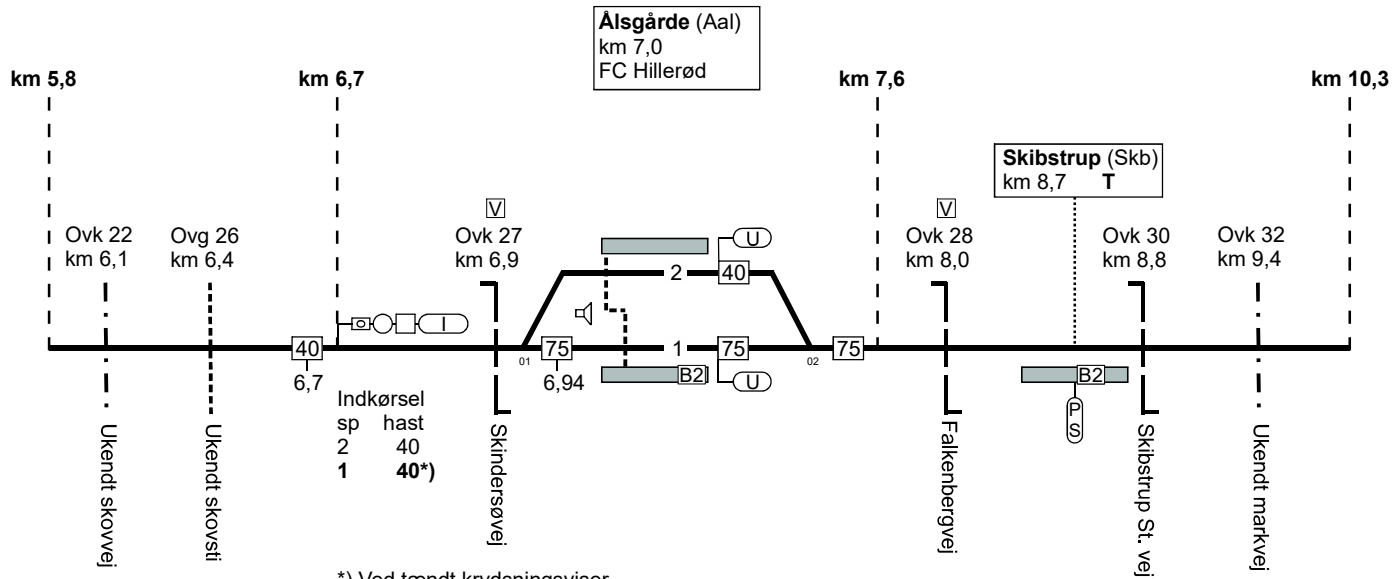 Ålsgårde (Aal)
km 7,0
FC Hillerød
km 5,8
km 6,7
km 7,6
km 10,3
Skibstrup (Skb)
km 8,7 T
V
V
Ovk 22
km 6,1
Ovg 26
km 6,4
Ovk 27
km 6,9
U
Ovk 28
km 8,0
Ovk 30
km 8,8
Ovk 32
km 9,4
2
40
I
40
75
1
75
75
01
02
6,7
6,94
B2
U
B2
P
S
Indkørsel
sp hast
2 40
1 40*)
Ukendt skovvej
Ukendt skovsti
Skindersøvej
Falkenbergvej
Skibstrup St. vej
Ukendt markvej
*) Ved tændt krydsningsviser